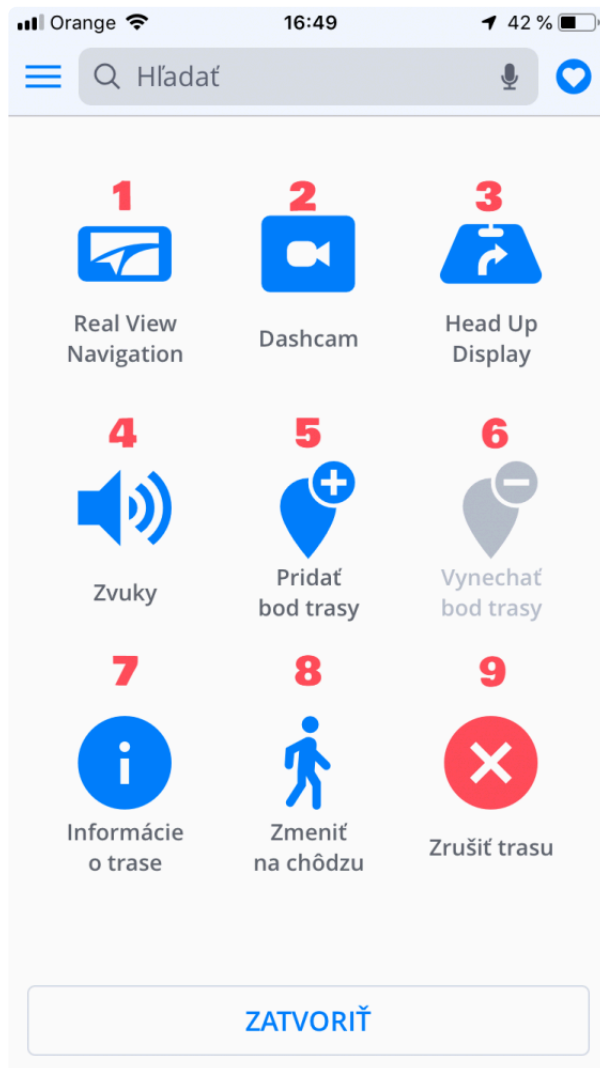 Orange 16:49 42 %
Hľadať
1 2 3
Real View Navigation
Dashcam
Head Up Display
4 5 6
Zvuky
Pridať bod trasy
Vynechať bod trasy
7 8 9
Informácie o trase
Zmeniť na chôdzu
Zrušiť trasu
ZATVORIŤ